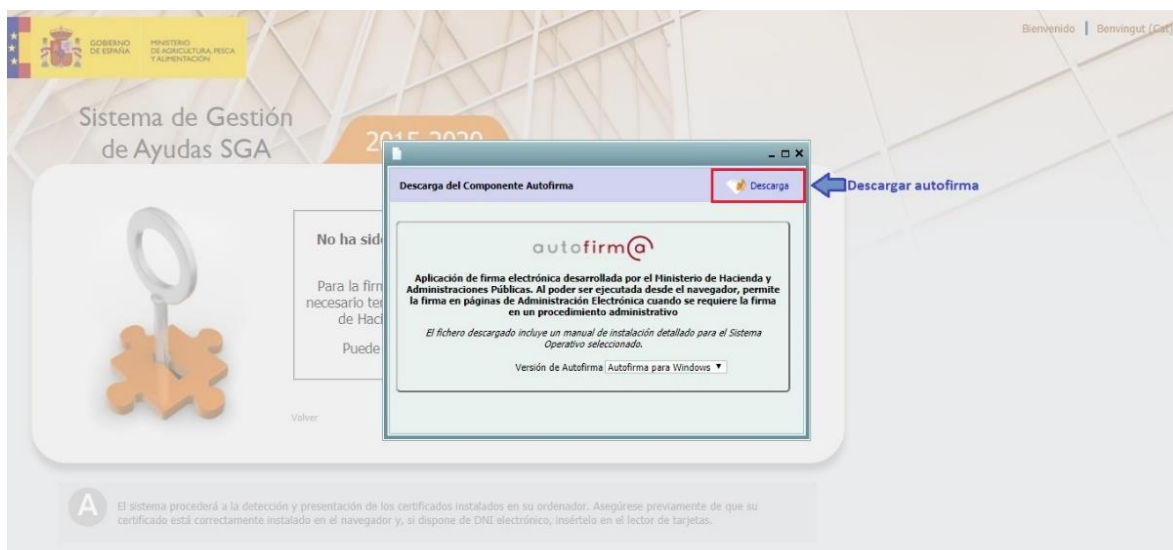 GOBIERNO DE ESPAÑA
MINISTERIO DE AGRICULTURA, PESCA Y ALIMENTACIÓN
Bienvenido | Benvingut (Cat)
Sistema de Gestión
de Ayudas SGA
2015-2020
Descarga del Componente Autofirma
Descarga
Descargar autofirma
No ha sid
Para la firm
necesario ter
de Haci
Puede
Volver
autofirm@
Aplicación de firma electrónica desarrollada por el Ministerio de Hacienda y
Administraciones Públicas. Al poder ser ejecutada desde el navegador, permite
la firma en páginas de Administración Electrónica cuando se requiere la firma
en un procedimiento administrativo
El fichero descargado incluye un manual de instalación detallado para el Sistema
Operativo seleccionado.
Versión de Autofirma Autofirma para Windows
A
El sistema procederá a la detección y presentación de los certificados instalados en su ordenador. Asegúrese previamente de que su
certificado está correctamente instalado en el navegador y, si dispone de DNI electrónico, insértelo en el lector de tarjetas.